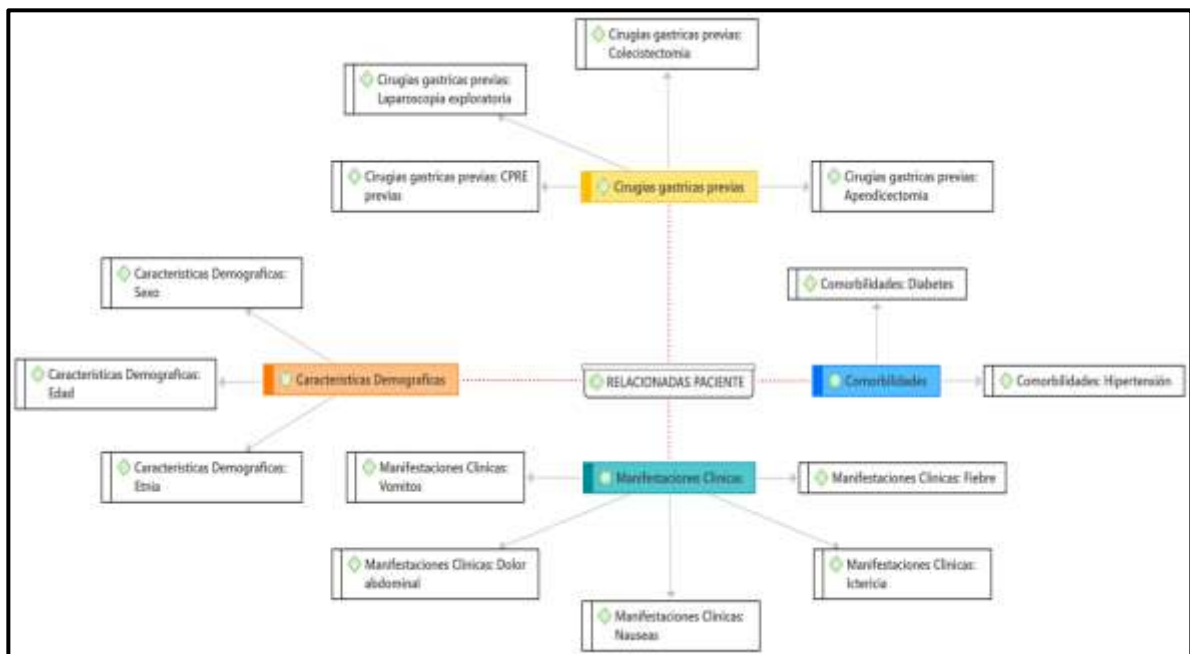 Cirugias gastricas previas:
Colecistectomia
Cirugias gastricas previas:
Laparoscopia exploratoria
Cirugias gastricas previas: CPRE
previas
Cirugias gastricas previas
Cirugias gastricas previas:
Apendicectomia
Caracteristicas Demograficas:
Sexo
Comorbilidades: Diabetes
Caracteristicas Demograficas:
Edad
Caracteristicas Demograficas
RELACIONADAS PACIENTE
Comorbilidades
Comorbilidades: Hipertensión
Caracteristicas Demograficas:
Etnia
Manifestaciones Clinicas:
Vomitos
Manifestaciones Clinicas
Manifestaciones Clinicas: Fiebre
Manifestaciones Clinicas: Dolor
abdominal
Manifestaciones Clinicas:
Ictericia
Manifestaciones Clinicas:
Nauseas